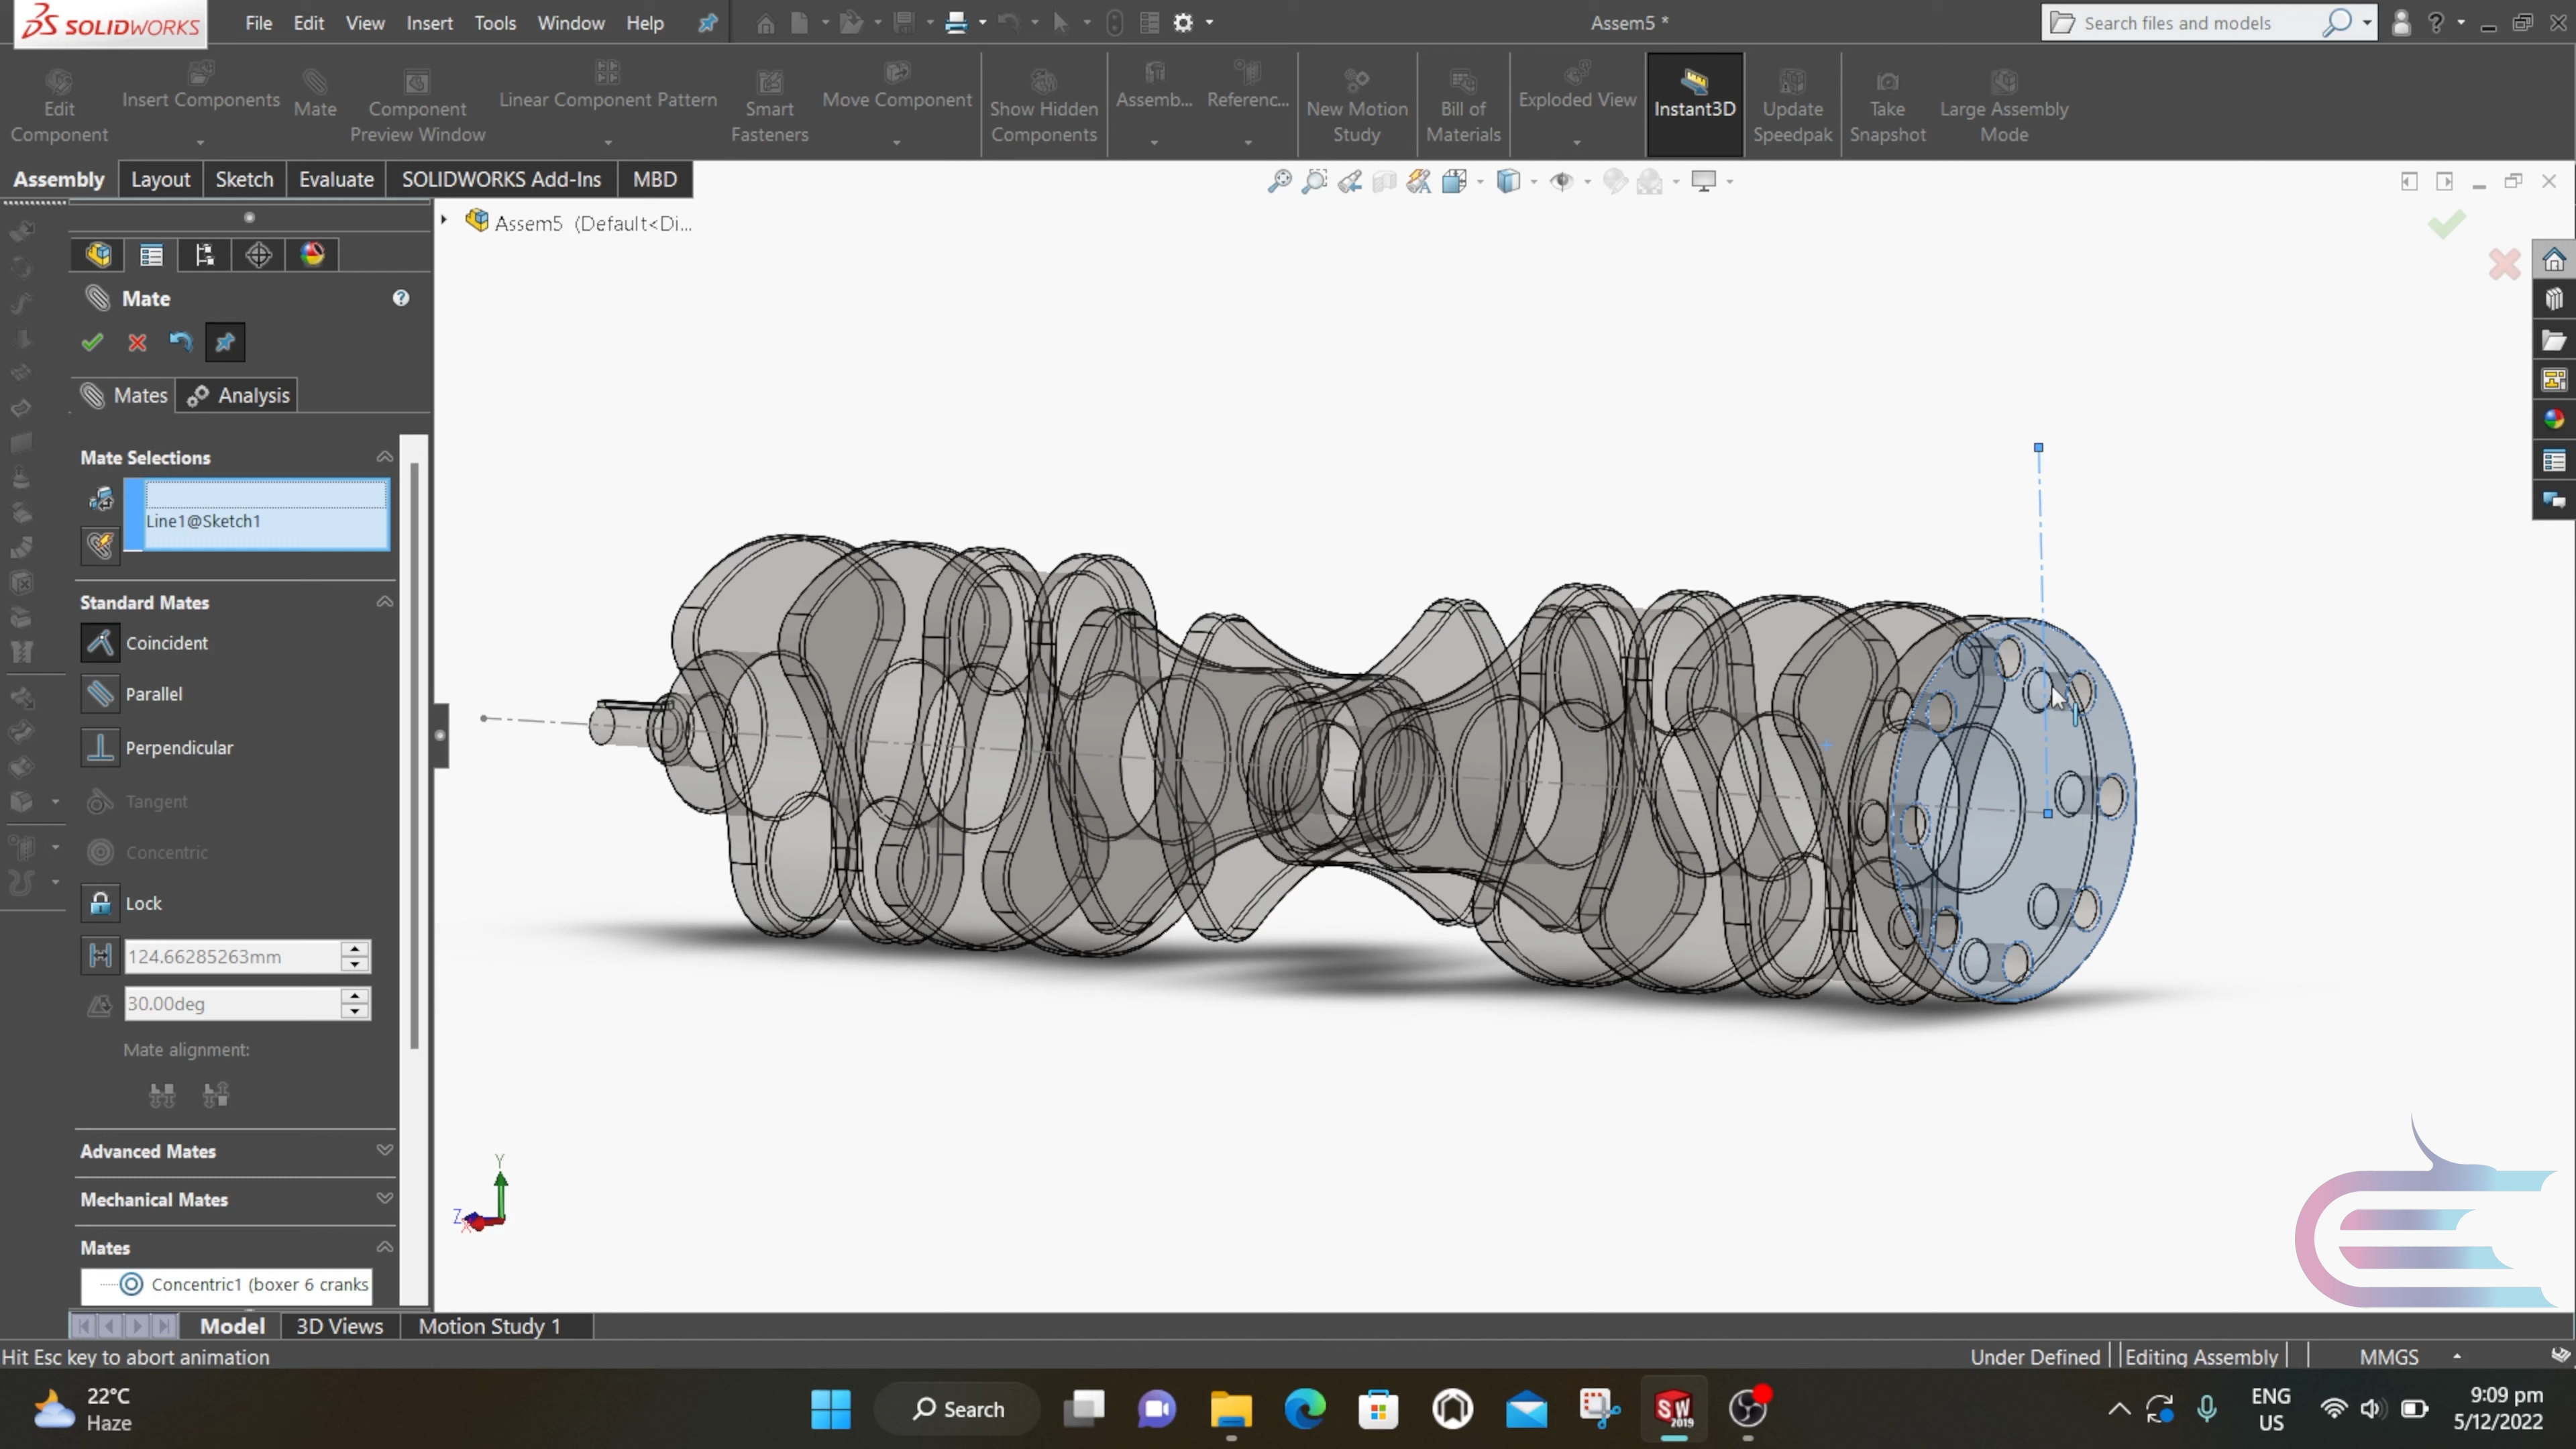 SOLIDWORKS File Edit View Insert Tools Window Help Assem5 * Search files and models
Edit Component
Insert Components
Mate
Component Preview Window
Linear Component Pattern
Smart Fasteners
Move Component
Show Hidden Components
Assemb...
Referenc...
New Motion Study
Bill of Materials
Exploded View
Instant3D
Update Speedpak
Take Snapshot
Large Assembly Mode
Assembly Layout Sketch Evaluate SOLIDWORKS Add-Ins MBD
Assem5 (Default<Di...
Mate
Mates Analysis
Mate Selections
Line1@Sketch1
Standard Mates
Coincident
Parallel
Perpendicular
Tangent
Concentric
Lock
124.66285263mm
30.00deg
Mate alignment:
Advanced Mates
Mechanical Mates
Mates
Concentric1 (boxer 6 cranks
Y
Z
X
Model 3D Views Motion Study 1
Hit Esc key to abort animation Under Defined Editing Assembly MMGS
22°C
Haze
Search
SW
2019
ENG
US
9:09 pm
5/12/2022